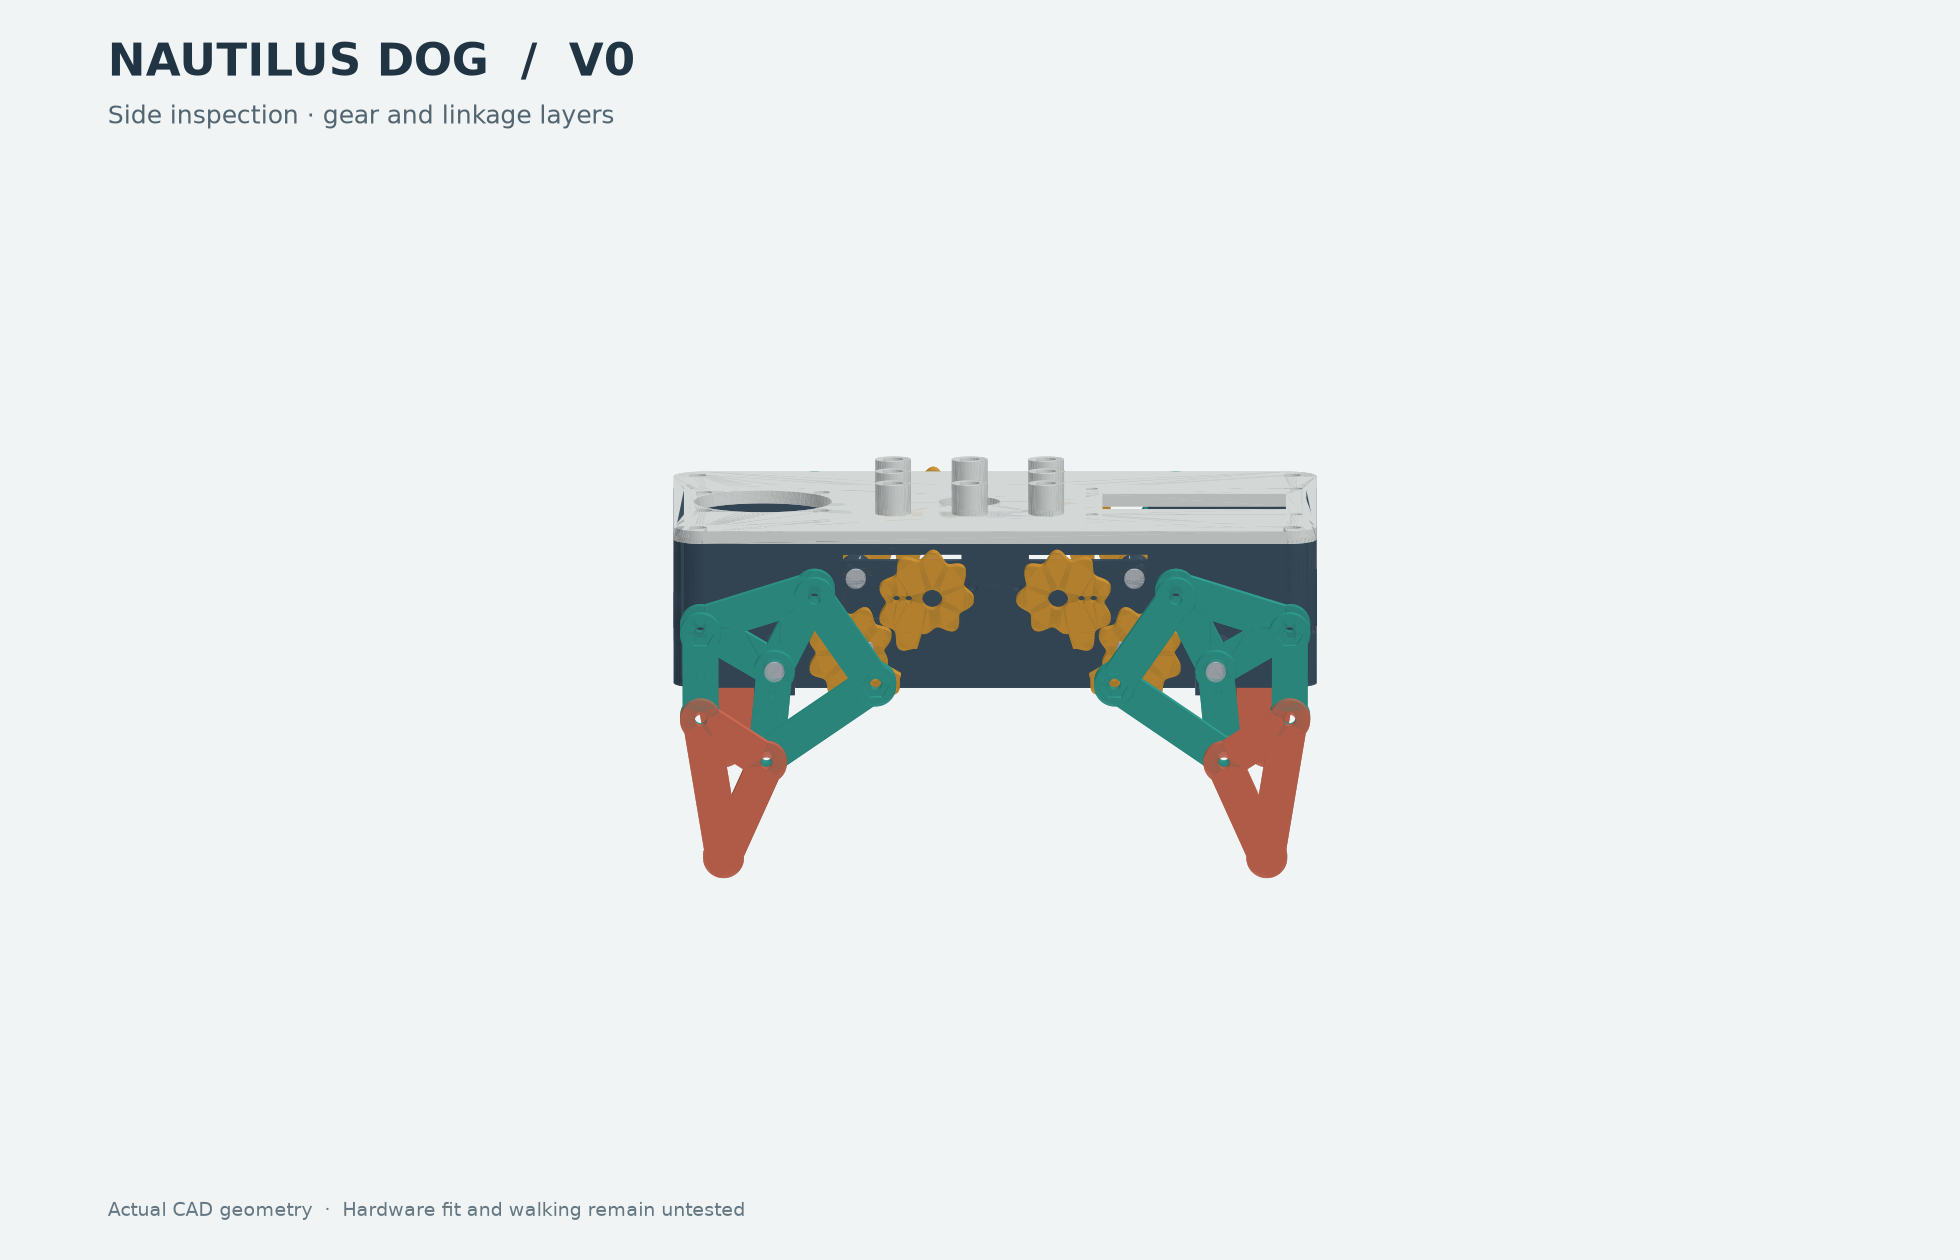 NAUTILUS DOG / V0
Side inspection · gear and linkage layers
Actual CAD geometry · Hardware fit and walking remain untested